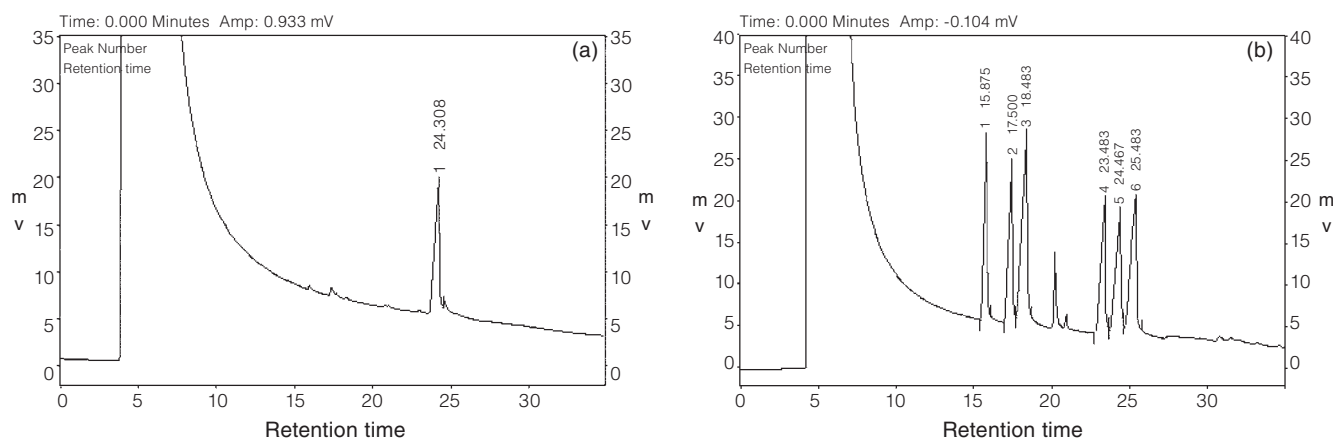 Time: 0.000 Minutes Amp: 0.933 mV
(a)
Peak Number
Retention time
35
30
25
20
15
10
5
0
m
v
1 24.308
35
30
25
20
15
10
5
0
m
v
0 5 10 15 20 25 30
Retention time
Time: 0.000 Minutes Amp: -0.104 mV
(b)
Peak Number
Retention time
40
35
30
25
20
15
10
5
0
m
v
1 15.875
2 17.500
3 18.483
4 23.483
5 24.467
6 25.483
40
35
30
25
20
15
10
5
0
m
v
0 5 10 15 20 25 30
Retention time